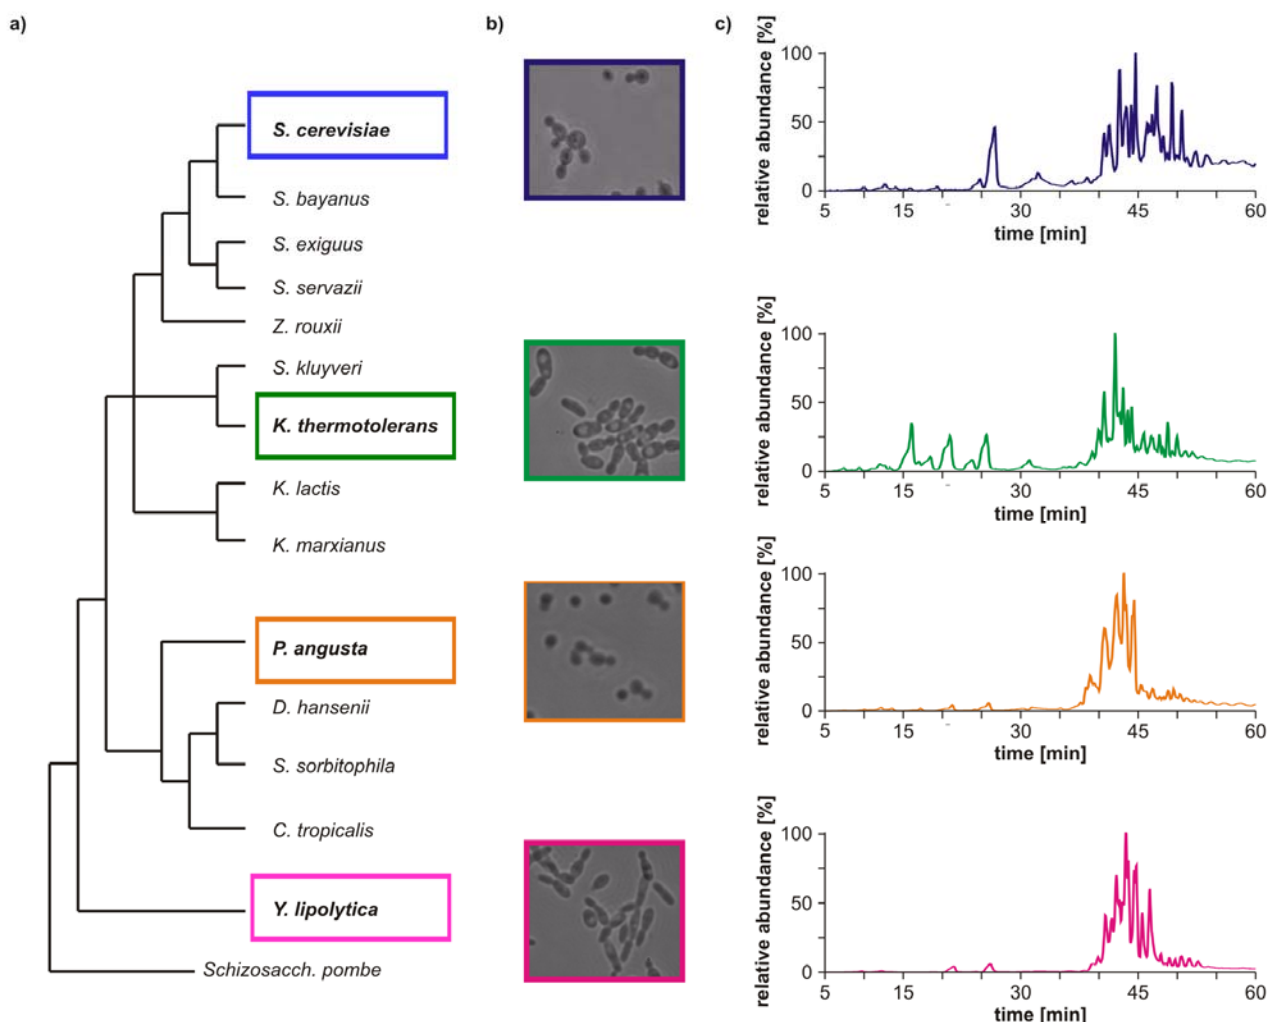 a)
S. cerevisiae
S. bayanus
S. exiguus
S. servazii
Z. rouxii
S. kluyveri
K. thermotolerans
K. lactis
K. marxianus
P. angusta
D. hansenii
S. sorbitophila
C. tropicalis
Y. lipolytica
Schizosacch. pombe
b)
c)
relative abundance [%]
100
50
0
5 15 30 45 60
time [min]
relative abundance [%]
100
50
0
5 15 30 45 60
time [min]
relative abundance [%]
100
50
0
5 15 30 45 60
time [min]
relative abundance [%]
100
50
0
5 15 30 45 60
time [min]